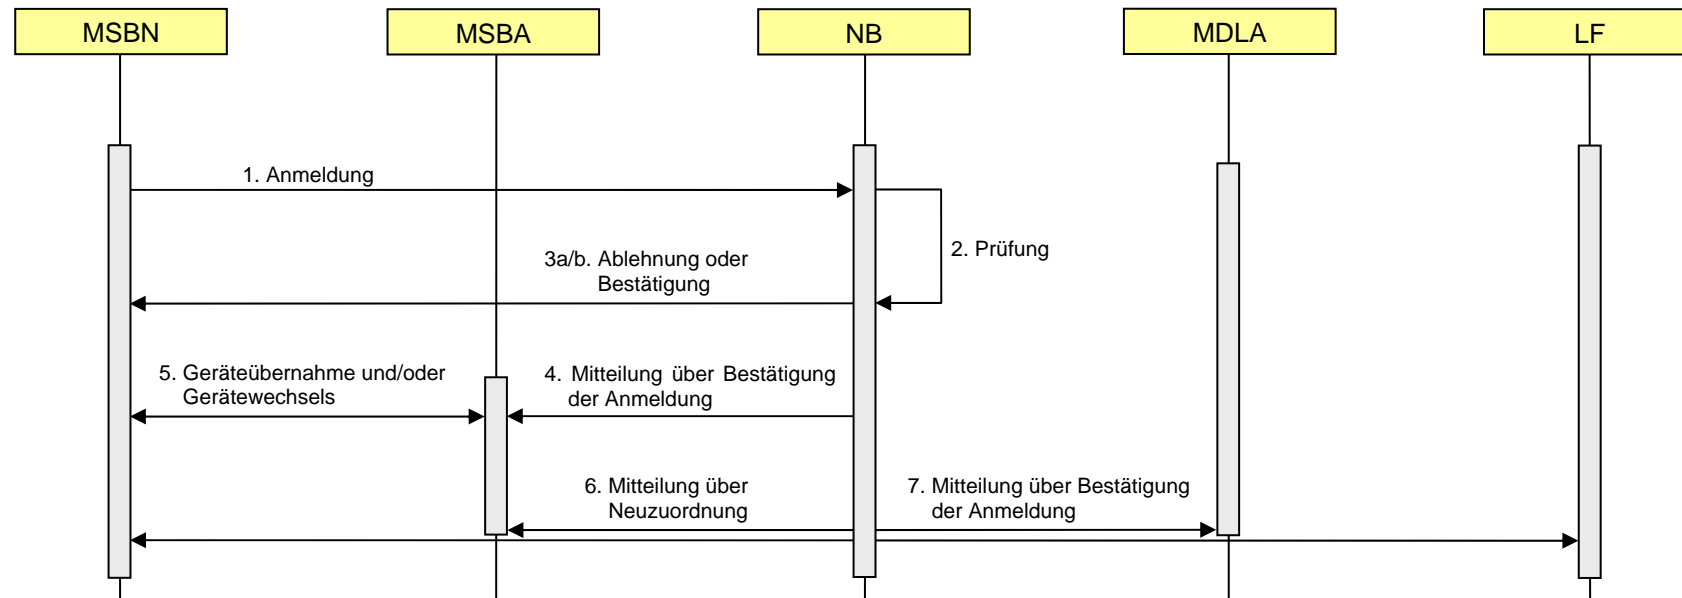 MSBN
MSBA
NB
MDLA
LF
1. Anmeldung
2. Prüfung
3a/b. Ablehnung oder
Bestätigung
5. Geräteübernahme und/oder
Gerätewechsels
4. Mitteilung über Bestätigung
der Anmeldung
6. Mitteilung über
Neuzuordnung
7. Mitteilung über Bestätigung
der Anmeldung